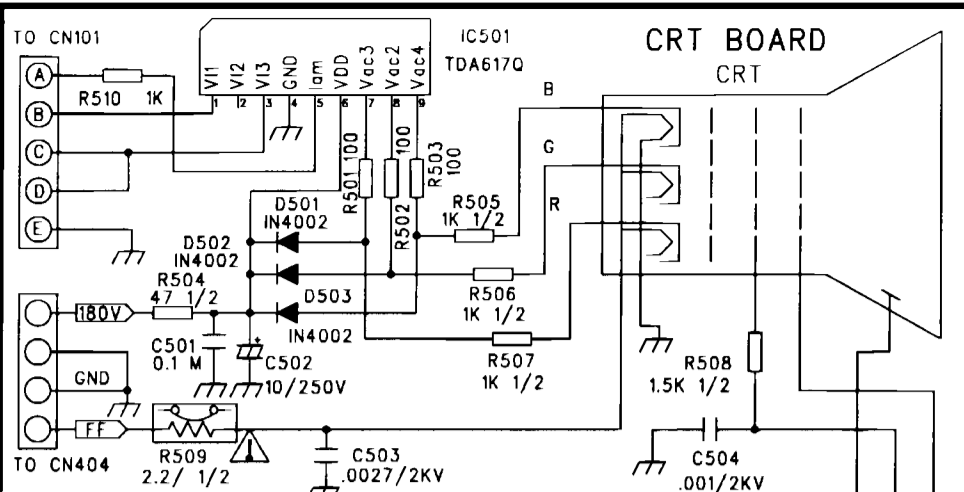 TO CN101
IC501
TDA617Q
CRT BOARD
CRT
A
B
C
D
E
R510 1K
VI1
VI2
VI3
GND
Iam
VDD
Vac3
Vac2
Vac4
1 2 3 4 5 6 7 8 9
B
G
R
R501 100
R502 100
R503 100
R505
1K 1/2
D501
IN4002
D502
IN4002
R504
47 1/2
D503
IN4002
R506
1K 1/2
R507
1K 1/2
180V
C501
0.1 M
C502
10/250V
+
GND
FF
R508
1.5K 1/2
TO CN404
R509
2.2/ 1/2
!
C503
.0027/2KV
C504
.001/2KV